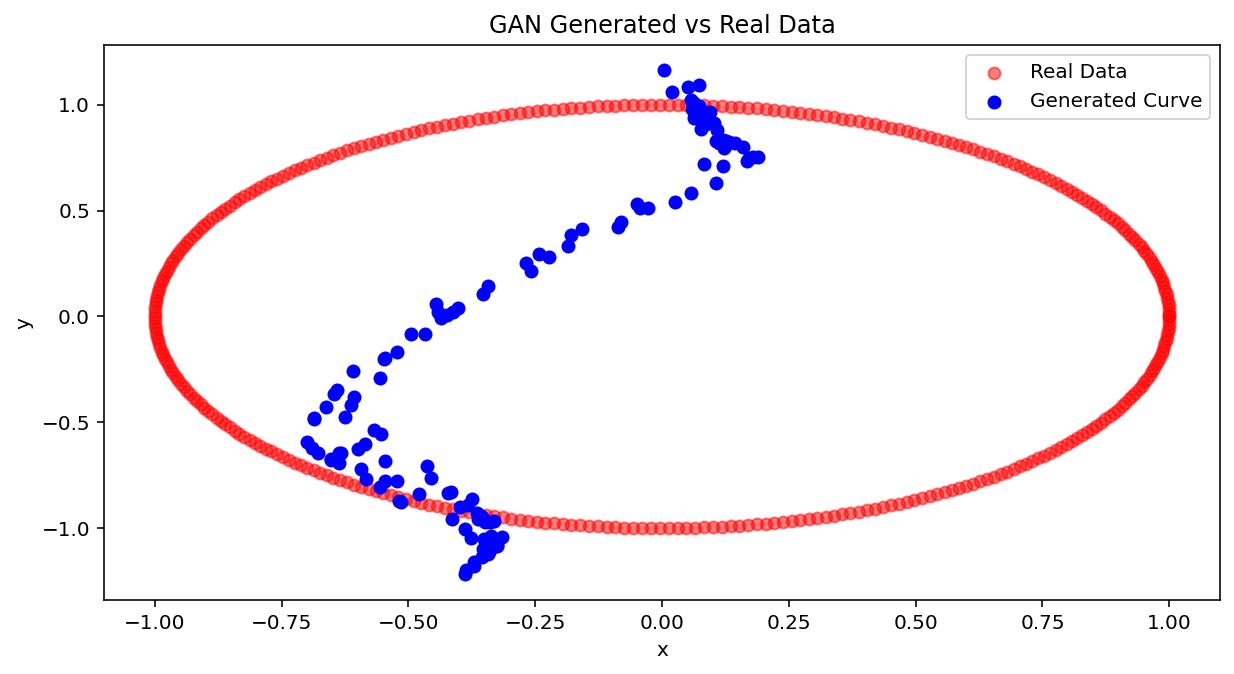 GAN Generated vs Real Data
Real Data
Generated Curve
1.0
0.5
0.0
−0.5
−1.0
y
−1.00 −0.75 −0.50 −0.25 0.00 0.25 0.50 0.75 1.00
x